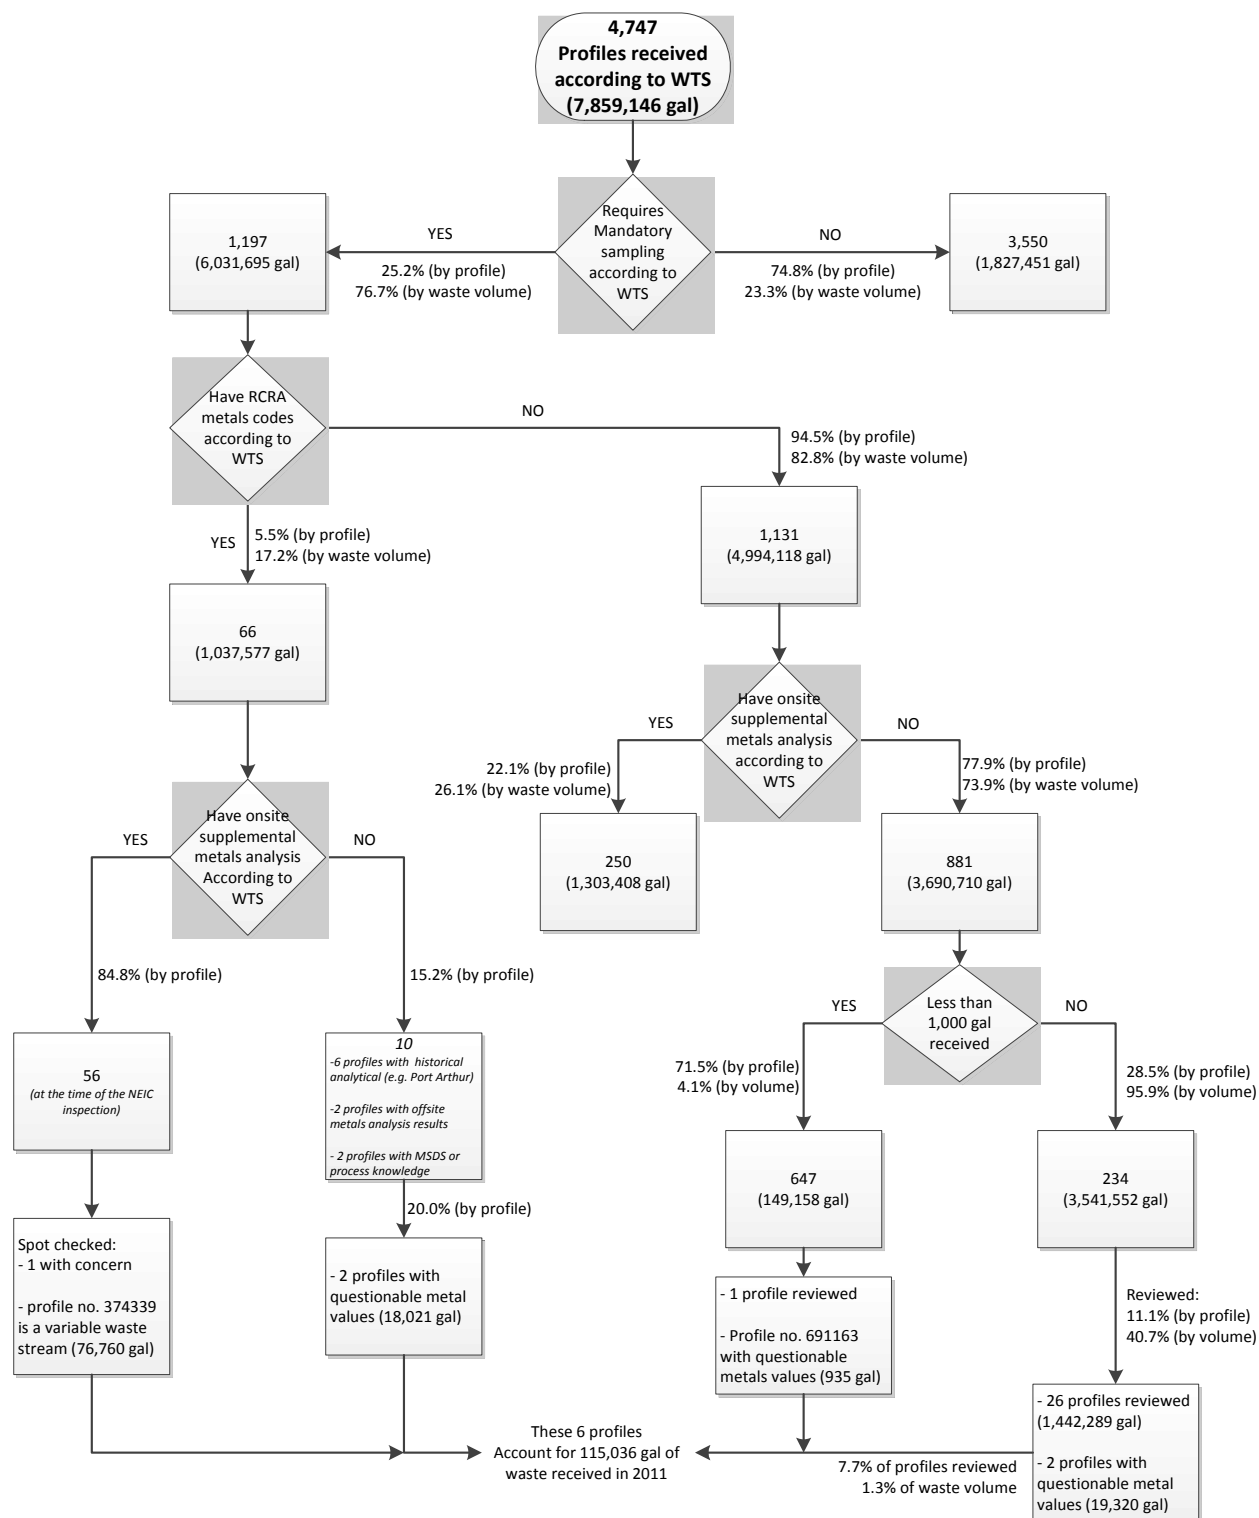 4,747
Profiles received
according to WTS
(7,859,146 gal)
Requires
Mandatory
sampling
according to
WTS
YES
25.2% (by profile)
76.7% (by waste volume)
NO
74.8% (by profile)
23.3% (by waste volume)
1,197
(6,031,695 gal)
3,550
(1,827,451 gal)
Have RCRA
metals codes
according to
WTS
NO
94.5% (by profile)
82.8% (by waste volume)
YES
5.5% (by profile)
17.2% (by waste volume)
1,131
(4,994,118 gal)
66
(1,037,577 gal)
Have onsite
supplemental
metals analysis
according to
WTS
YES
22.1% (by profile)
26.1% (by waste volume)
NO
77.9% (by profile)
73.9% (by waste volume)
Have onsite
supplemental
metals analysis
According to
WTS
YES
NO
250
(1,303,408 gal)
881
(3,690,710 gal)
84.8% (by profile)
15.2% (by profile)
Less than
1,000 gal
received
YES
71.5% (by profile)
4.1% (by volume)
NO
28.5% (by profile)
95.9% (by volume)
56
(at the time of the NEIC
inspection)
10
-6 profiles with historical
analytical (e.g. Port Arthur)
-2 profiles with offsite
metals analysis results
- 2 profiles with MSDS or
process knowledge
647
(149,158 gal)
234
(3,541,552 gal)
20.0% (by profile)
Spot checked:
- 1 with concern
- profile no. 374339
is a variable waste
stream (76,760 gal)
- 2 profiles with
questionable metal
values (18,021 gal)
- 1 profile reviewed
- Profile no. 691163
with questionable
metals values (935 gal)
Reviewed:
11.1% (by profile)
40.7% (by volume)
- 26 profiles reviewed
(1,442,289 gal)
- 2 profiles with
questionable metal
values (19,320 gal)
These 6 profiles
Account for 115,036 gal of
waste received in 2011
7.7% of profiles reviewed
1.3% of waste volume